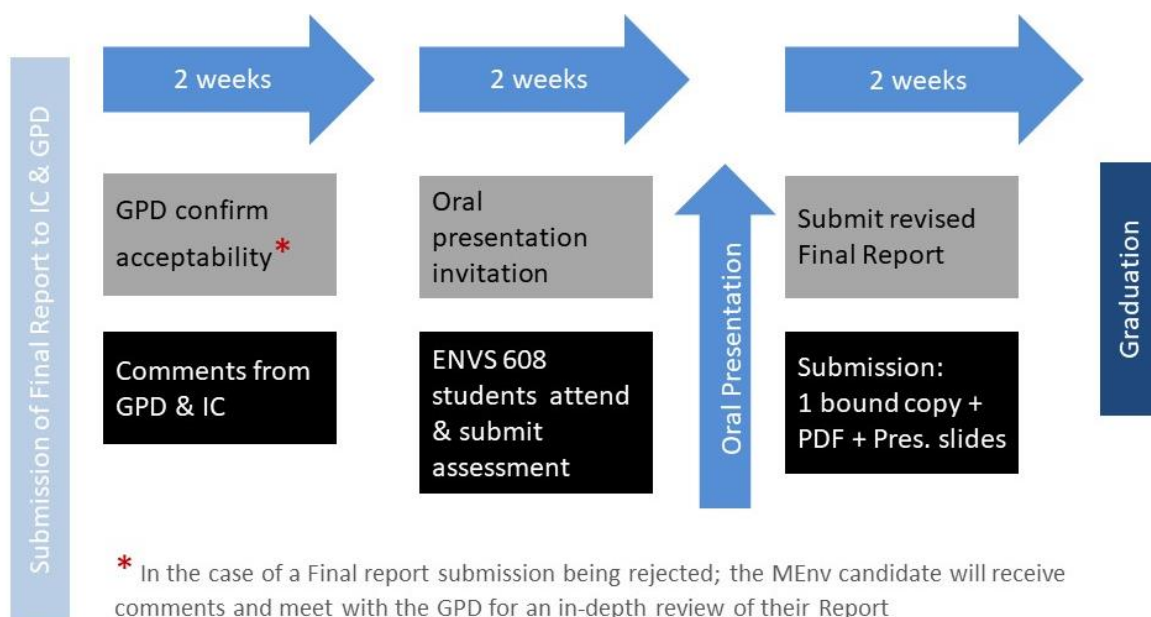 Submission of Final Report to IC & GPD
2 weeks
2 weeks
2 weeks
GPD confirm
acceptability*
Oral
presentation
invitation
Submit revised
Final Report
Comments from
GPD & IC
ENVS 608
students attend
& submit
assessment
Oral Presentation
Submission:
1 bound copy +
PDF + Pres. slides
Graduation
* In the case of a Final report submission being rejected; the MEnv candidate will receive
comments and meet with the GPD for an in-depth review of their Report